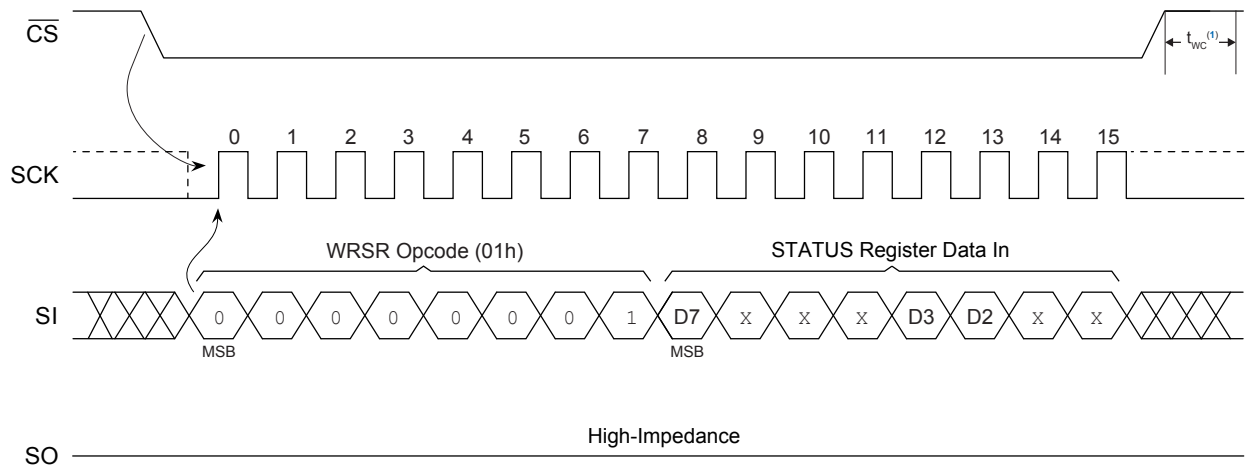 CS
tWC(1)
0 1 2 3 4 5 6 7 8 9 10 11 12 13 14 15
SCK
WRSR Opcode (01h) STATUS Register Data In
SI 0 0 0 0 0 0 0 1 D7 X X X D3 D2 X X
MSB MSB
High-Impedance
SO